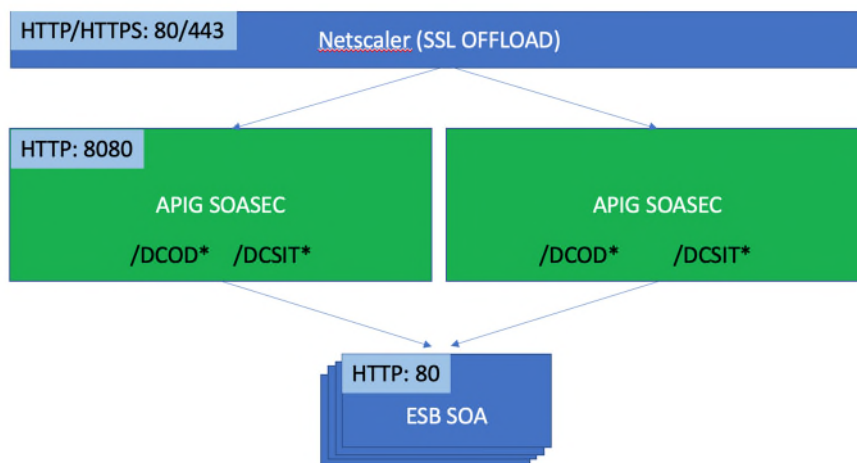 HTTP/HTTPS: 80/443
Netscaler (SSL OFFLOAD)
HTTP: 8080
APIG SOASEC
/DCOD* /DCSIT*
APIG SOASEC
/DCOD* /DCSIT*
HTTP: 80
ESB SOA